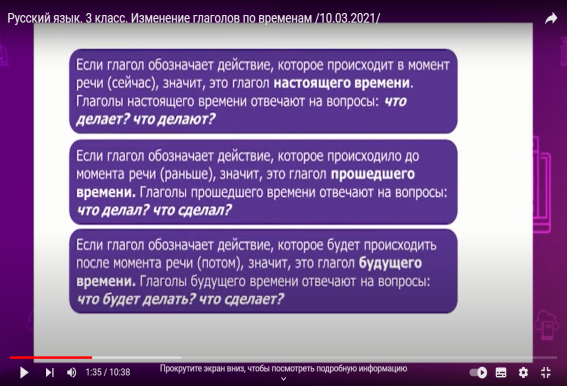 Русский язык. 3 класс. Изменение глаголов по временам /10.03.2021/
Если глагол обозначает действие, которое происходит в момент
речи (сейчас), значит, это глагол настоящего времени.
Глаголы настоящего времени отвечают на вопросы: что
делает? что делают?
Если глагол обозначает действие, которое происходило до
момента речи (раньше), значит, это глагол прошедшего
времени. Глаголы прошедшего времени отвечают на вопросы:
что делал? что сделал?
Если глагол обозначает действие, которое будет происходить
после момента речи (потом), значит, это глагол будущего
времени. Глаголы будущего времени отвечают на вопросы:
что будет делать? что сделает?
1:35 / 10:38
Прокрутите экран вниз, чтобы посмотреть подробную информацию